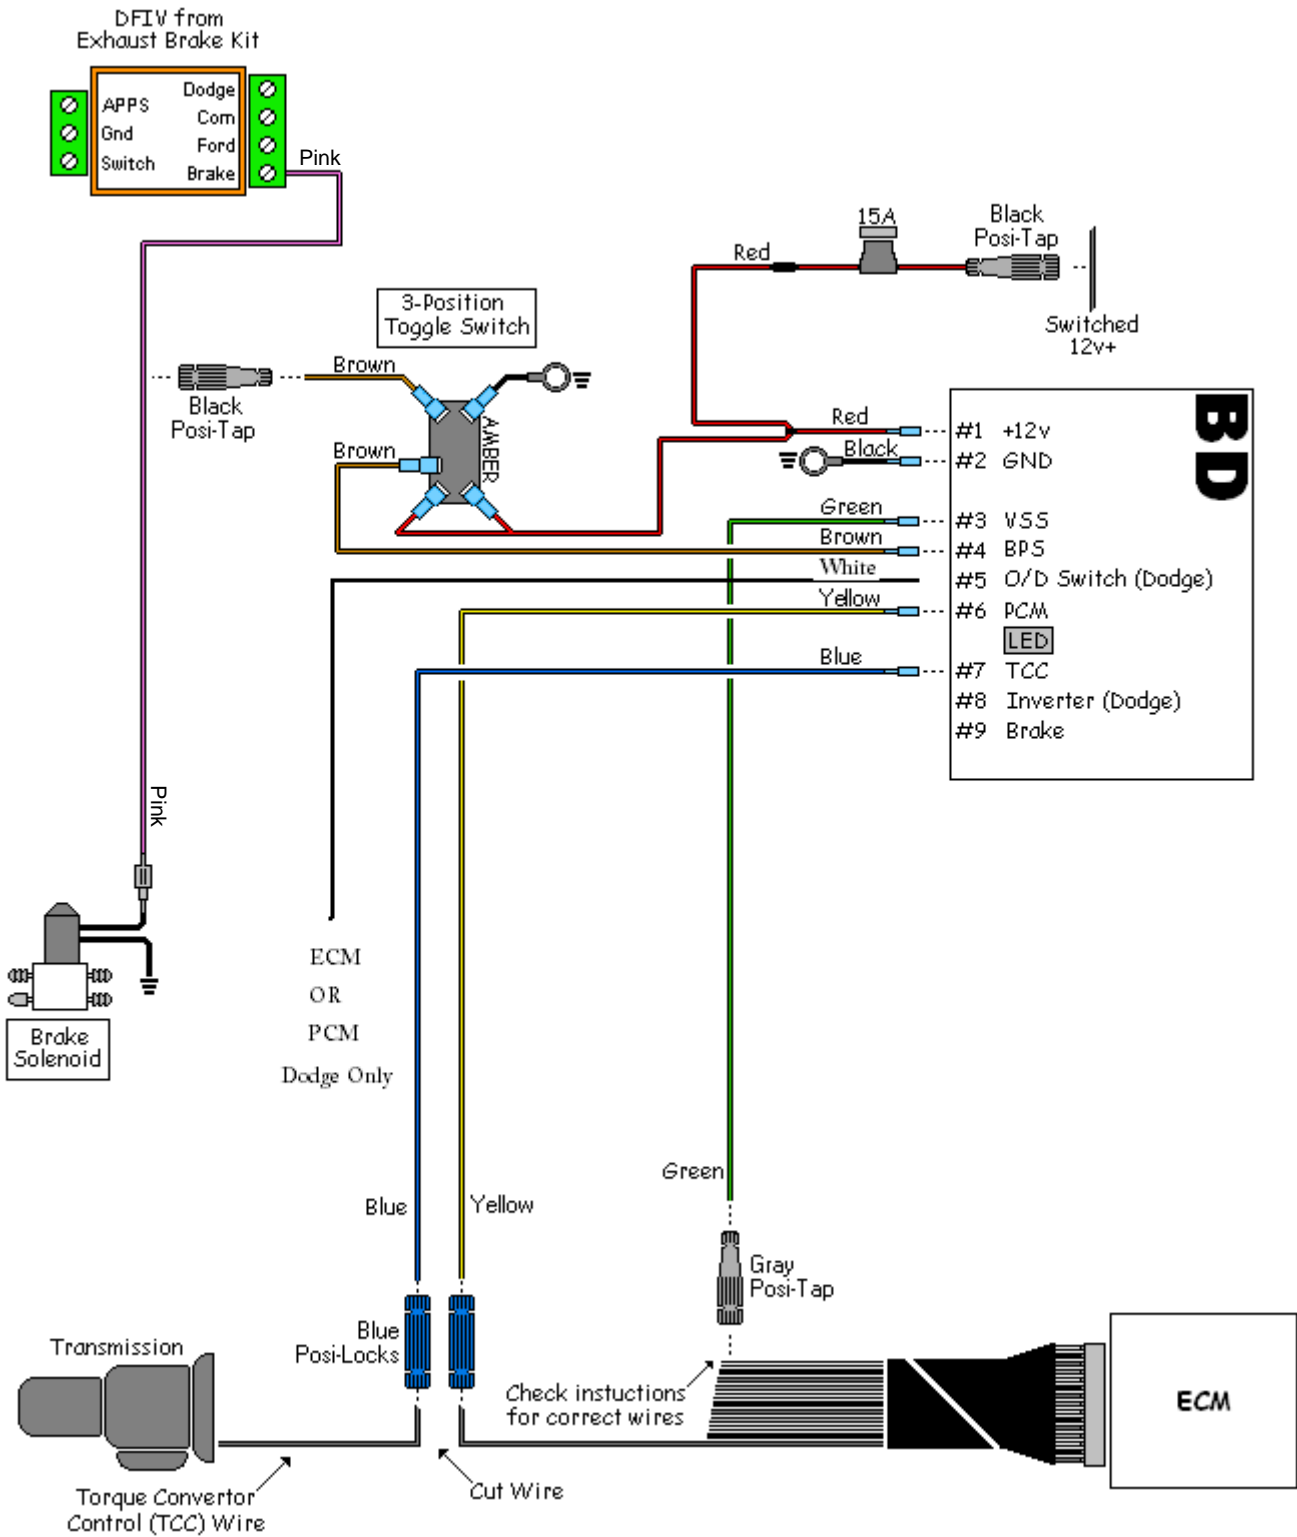 DFIV from
Exhaust Brake Kit
APPS
Gnd
Switch
Dodge
Com
Ford
Brake
Pink
15A
Black
Posi-Tap
Red
Switched
12v+
3-Position
Toggle Switch
Brown
Black
Posi-Tap
AMBER
Brown
BD
Red
#1 +12v
Black
#2 GND
Green
#3 VSS
Brown
#4 BPS
White
#5 O/D Switch (Dodge)
Yellow
#6 PCM
LED
Blue
#7 TCC
#8 Inverter (Dodge)
#9 Brake
Pink
Brake
Solenoid
ECM
OR
PCM
Dodge Only
Green
Blue
Yellow
Gray
Posi-Tap
Blue
Posi-Locks
Transmission
Check instuctions
for correct wires
ECM
Cut Wire
Torque Convertor
Control (TCC) Wire